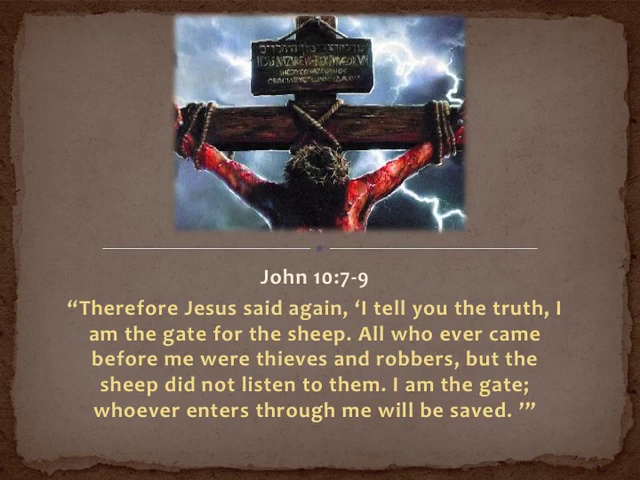 John 10:7-9
“Therefore Jesus said again, ‘I tell you the truth, I
am the gate for the sheep. All who ever came
before me were thieves and robbers, but the
sheep did not listen to them. I am the gate;
whoever enters through me will be saved. ’”